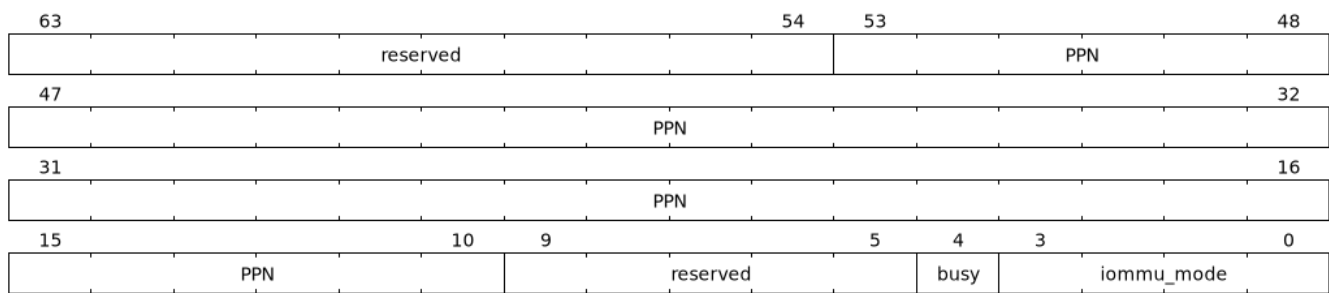 63 54 53 48
reserved PPN
47 32
PPN
31 16
PPN
15 10 9 5 4 3 0
PPN reserved busy iommu_mode